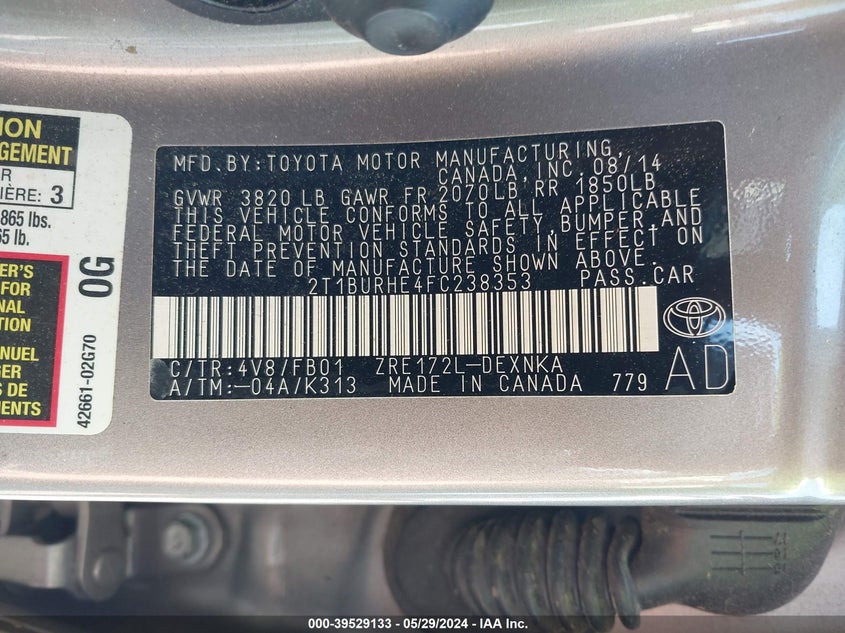 ION
GEMENT
R
IÈRE: 3
865 lbs.
65 lb.
ER'S
FOR
NAL
TION
NUEL
0G
42661-02G70
MFD.BY:TOYOTA MOTOR MANUFACTURING,
CANADA, INC. 08/14
GVWR 3820 LB GAWR FR 2070LB RR 1850LB
THIS VEHICLE CONFORMS TO ALL APPLICABLE
FEDERAL MOTOR VEHICLE SAFETY,BUMPER,AND
THEFT PREVENTION STANDARDS IN EFFECT ON
THE DATE OF MANUFACTURE SHOWN ABOVE.
2T1BURHE4FC238353 PASS.CAR
C/TR:4V8/FB01 ZRE172L-DEXNKA
A/TM:-04A/K313 MADE IN CANADA 779
AD
000-39529133 - 05/29/2024 - IAA Inc.